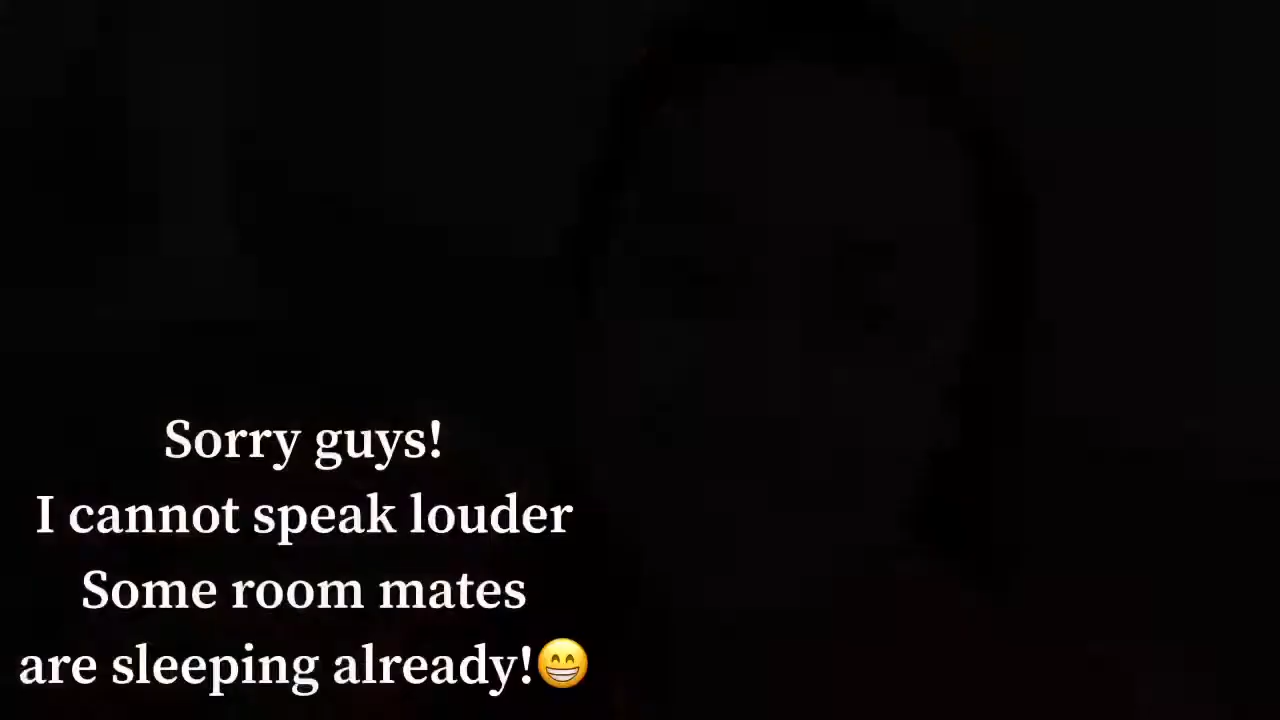 Sorry guys!
I cannot speak louder
Some room mates
are sleeping already!😁